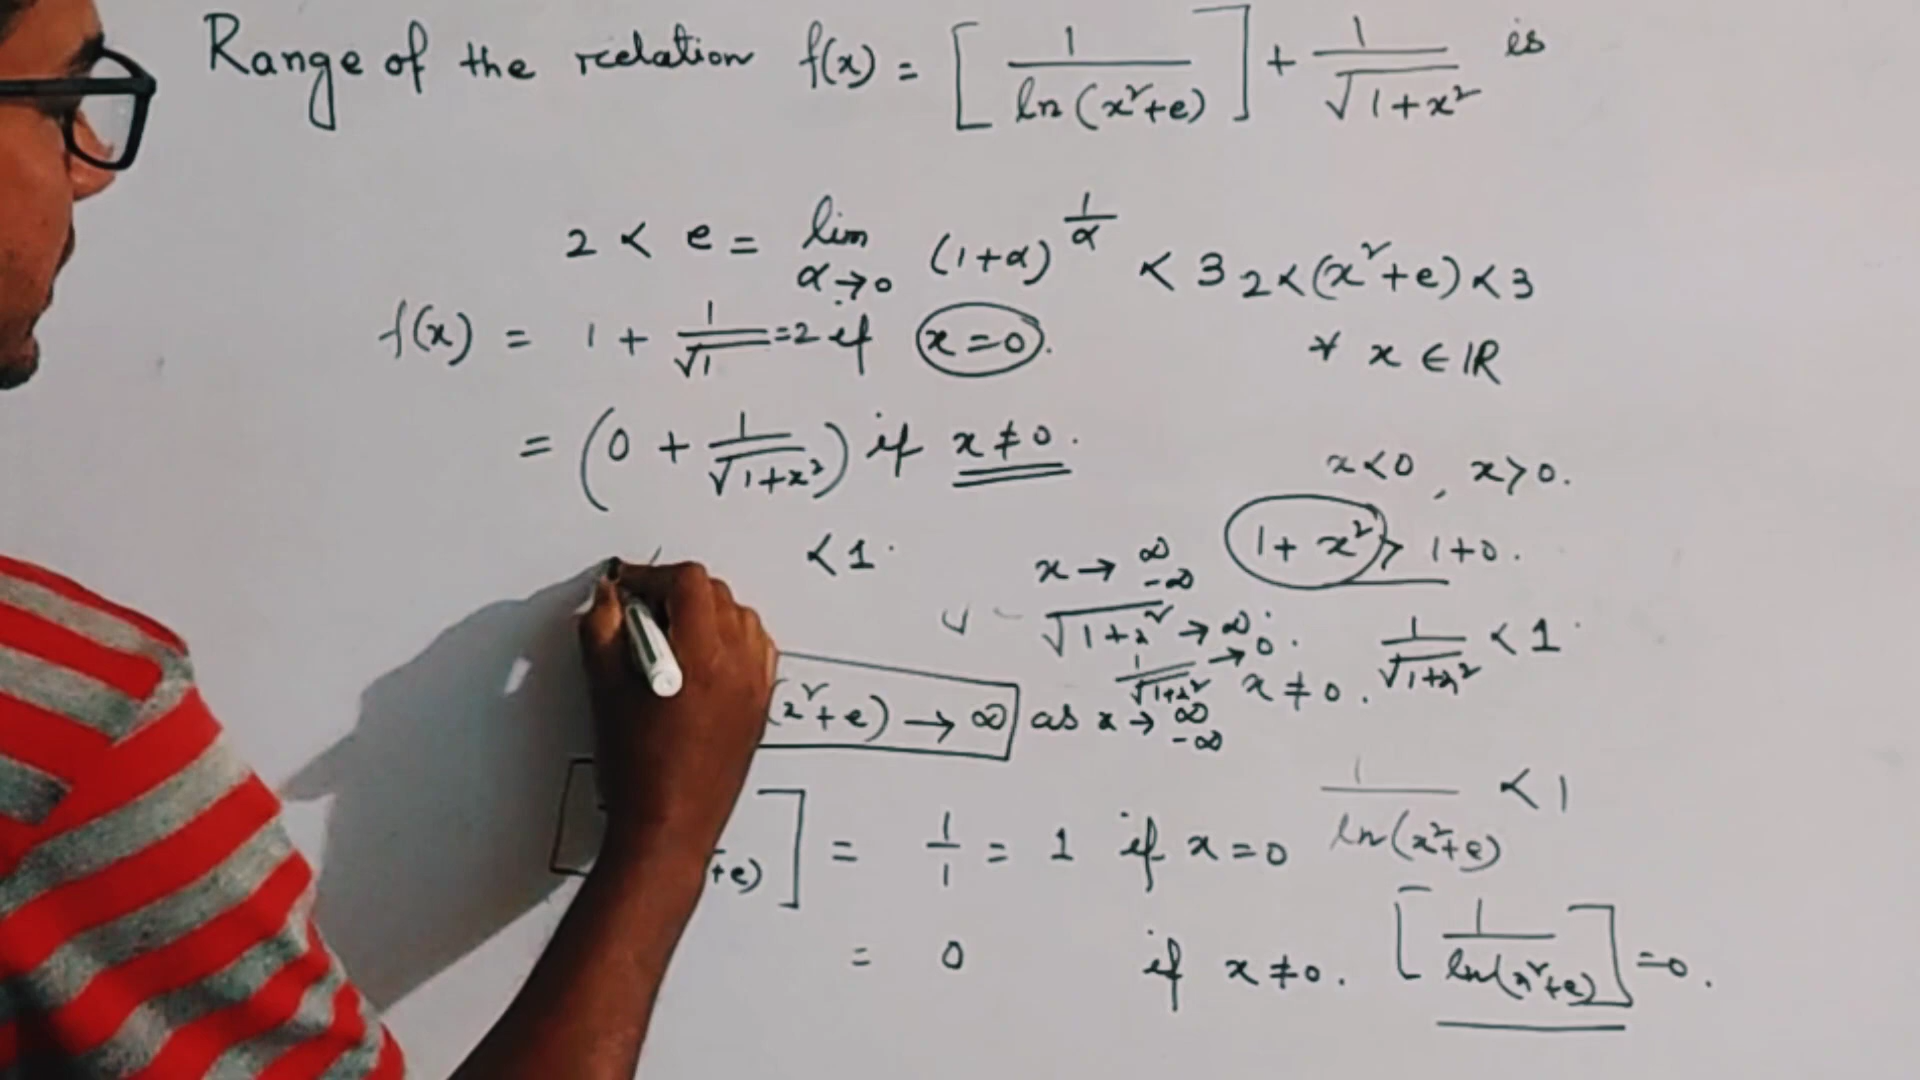 Range of the relation f(x) = [1/ln(x²+e)] + 1/√(1+x²) is
2 < e = lim α→0 (1+α)^(1/α) < 3 2<(x²+e)<3
f(x) = 1 + 1/√1 =2 if x=0. ∀ x ∈ IR
= (0 + 1/√(1+x²)) if x≠0.
x<0, x>0.
<1. x→ ∞ -∞ 1+x² > 1+0.
√(1+x²) → ∞. 1/√(1+x²) <1
1/√(1+x²) → 0. x≠0.
(x²+e) → ∞ as x→ ∞ -∞
+e)] = 1/1 = 1 if x=0 1/ln(x²+e) <1
= 0 if x≠0. [1/ln(x²+e)] =0.